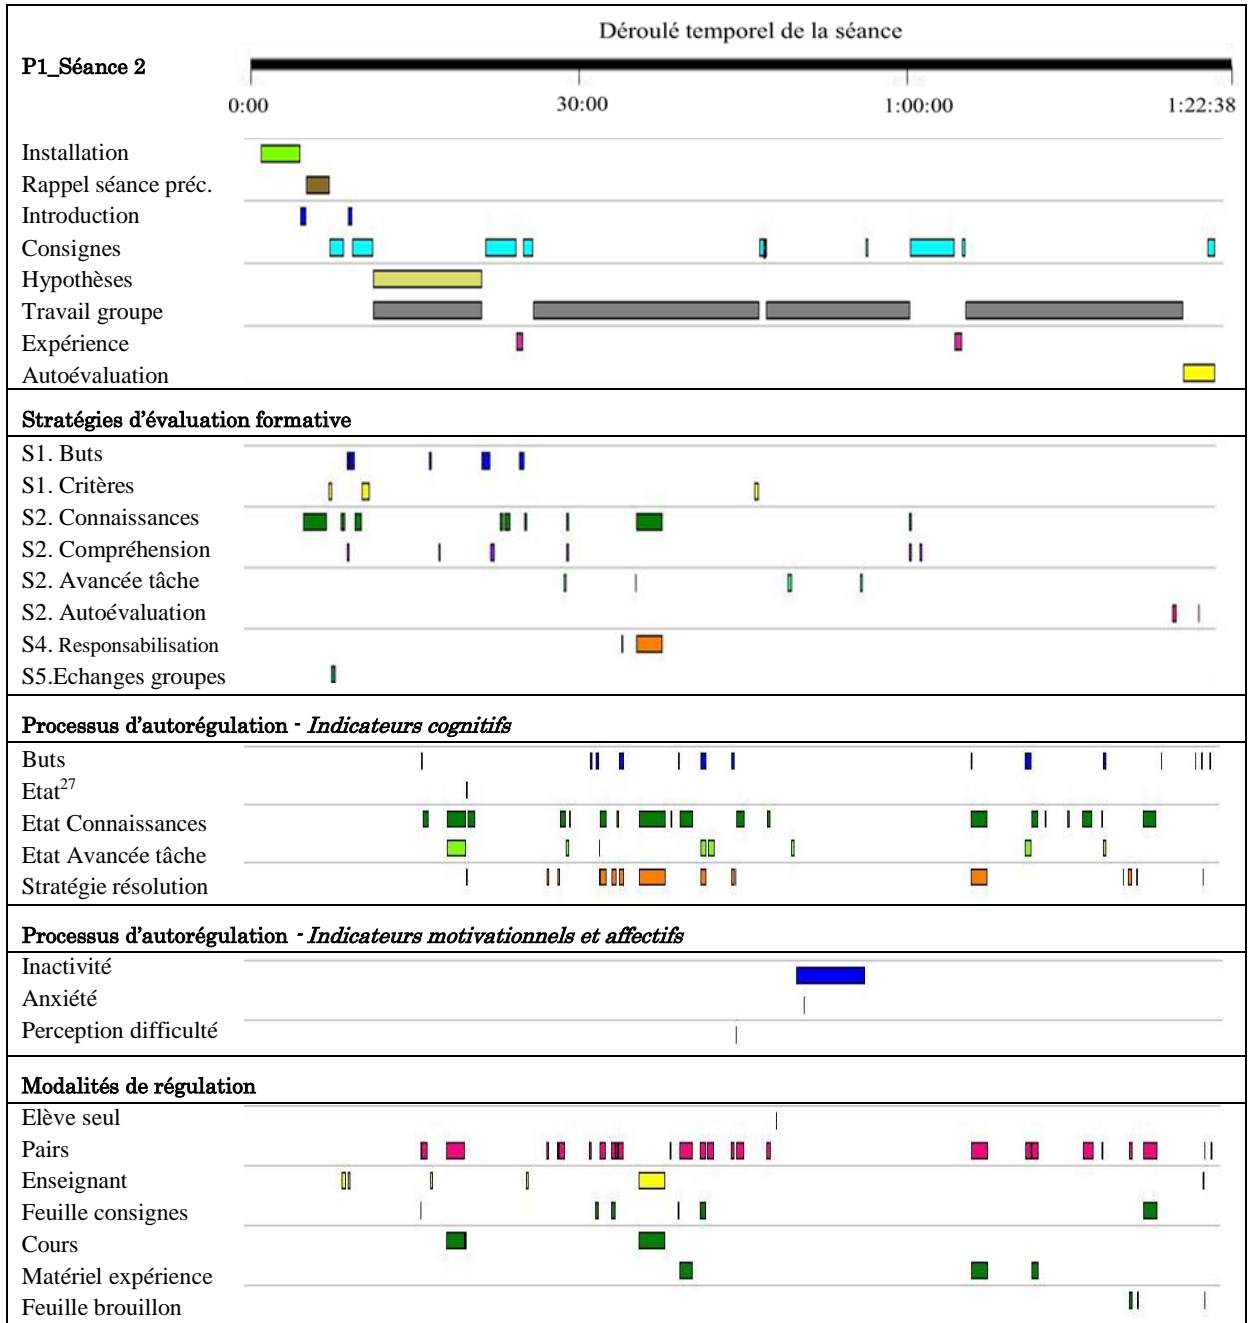 Déroulé temporel de la séance
P1_Séance 2
0:00 30:00 1:00:00 1:22:38
Installation
Rappel séance préc.
Introduction
Consignes
Hypothèses
Travail groupe
Expérience
Autoévaluation
Stratégies d'évaluation formative
S1. Buts
S1. Critères
S2. Connaissances
S2. Compréhension
S2. Avancée tâche
S2. Autoévaluation
S4. Responsabilisation
S5.Echanges groupes
Processus d'autorégulation - Indicateurs cognitifs
Buts
Etat27
Etat Connaissances
Etat Avancée tâche
Stratégie résolution
Processus d'autorégulation - Indicateurs motivationnels et affectifs
Inactivité
Anxiété
Perception difficulté
Modalités de régulation
Elève seul
Pairs
Enseignant
Feuille consignes
Cours
Matériel expérience
Feuille brouillon